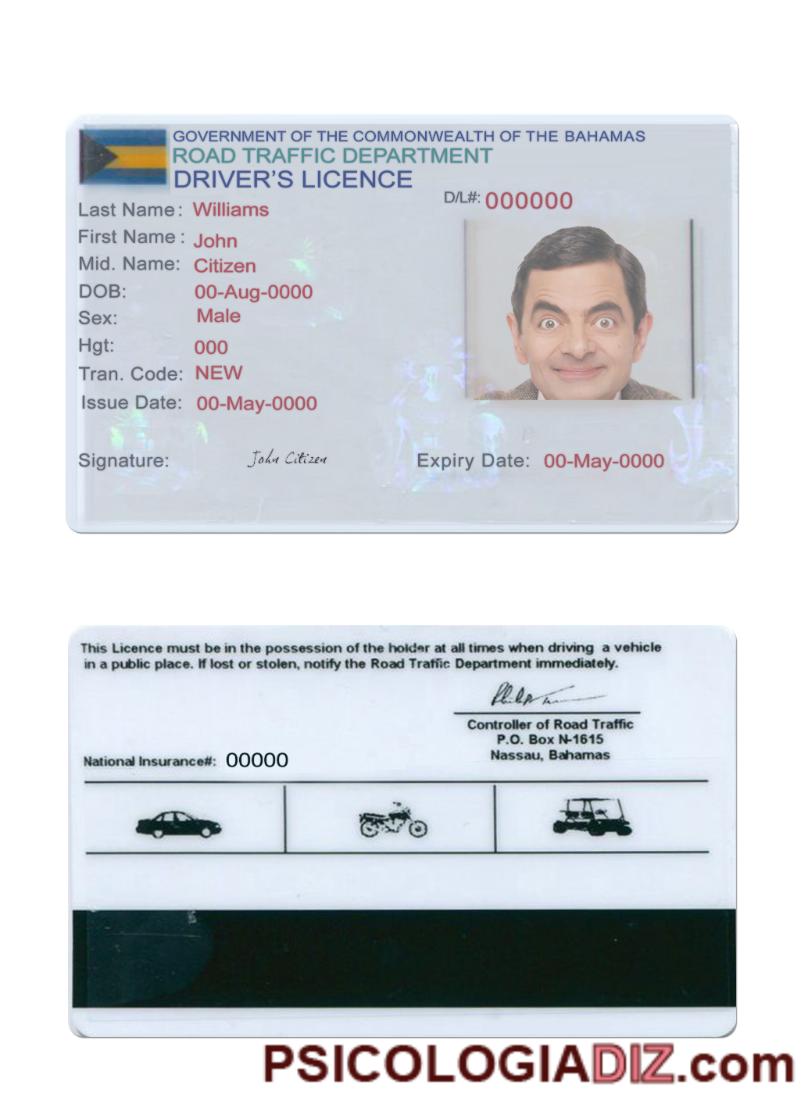 GOVERNMENT OF THE COMMONWEALTH OF THE BAHAMAS
ROAD TRAFFIC DEPARTMENT
DRIVER'S LICENCE
D/L#: 000000
Last Name: Williams
First Name: John
Mid. Name: Citizen
DOB: 00-Aug-0000
Sex: Male
Hgt: 000
Tran. Code: NEW
Issue Date: 00-May-0000
Signature: John Citizen
Expiry Date: 00-May-0000
This Licence must be in the possession of the holder at all times when driving a vehicle
in a public place. If lost or stolen, notify the Road Traffic Department immediately.
Controller of Road Traffic
P.O. Box N-1615
Nassau, Bahamas
National Insurance#: 00000
PSICOLOGIADIZ.com